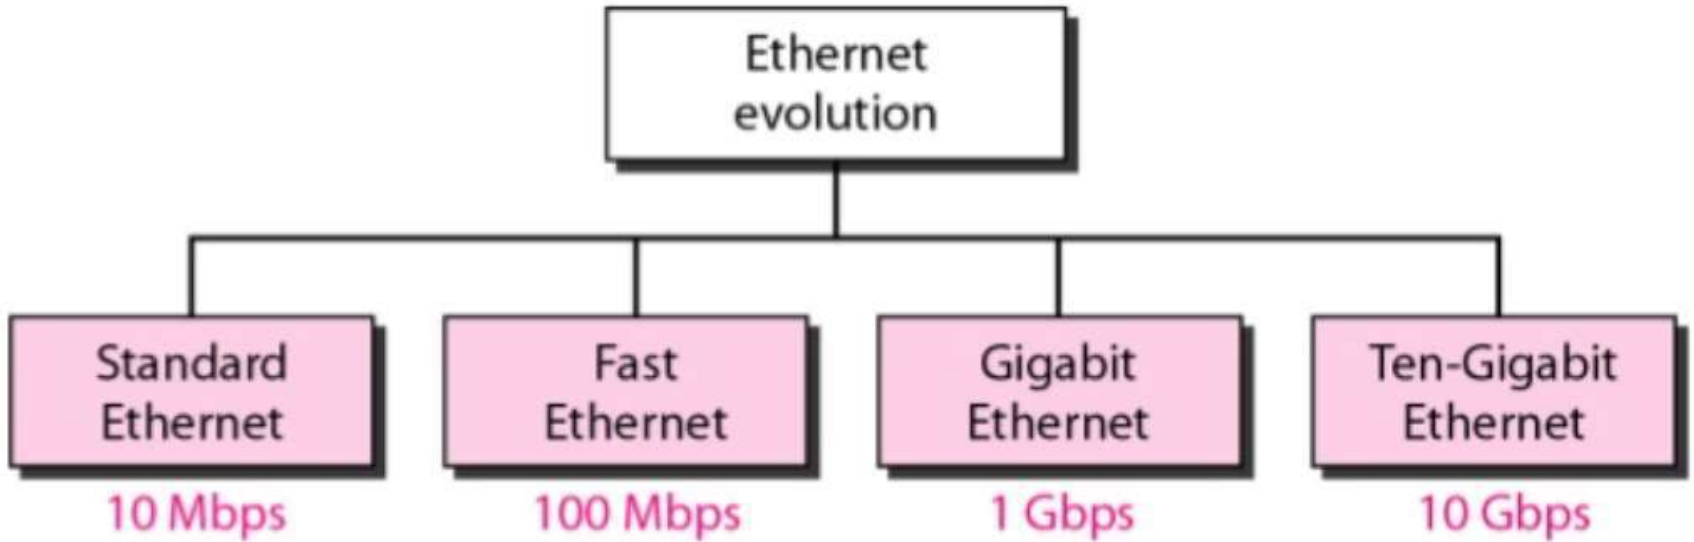 Ethernet
evolution
Standard
Ethernet
Fast
Ethernet
Gigabit
Ethernet
Ten-Gigabit
Ethernet
10 Mbps
100 Mbps
1 Gbps
10 Gbps